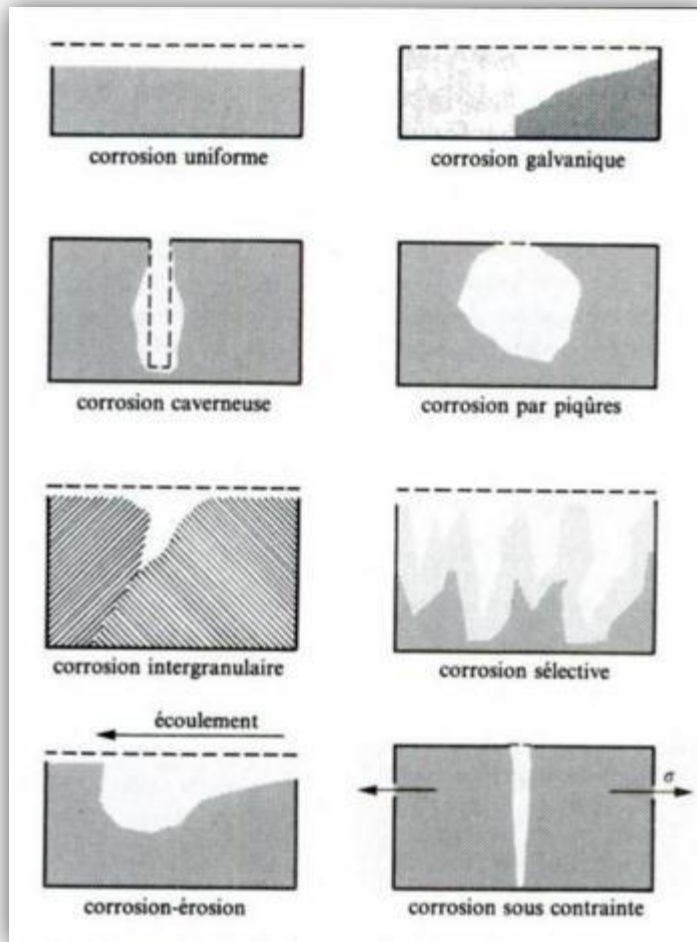 corrosion uniforme
corrosion galvanique
corrosion caverneuse
corrosion par piqûres
corrosion intergranulaire
corrosion sélective
écoulement
σ
corrosion-érosion
corrosion sous contrainte